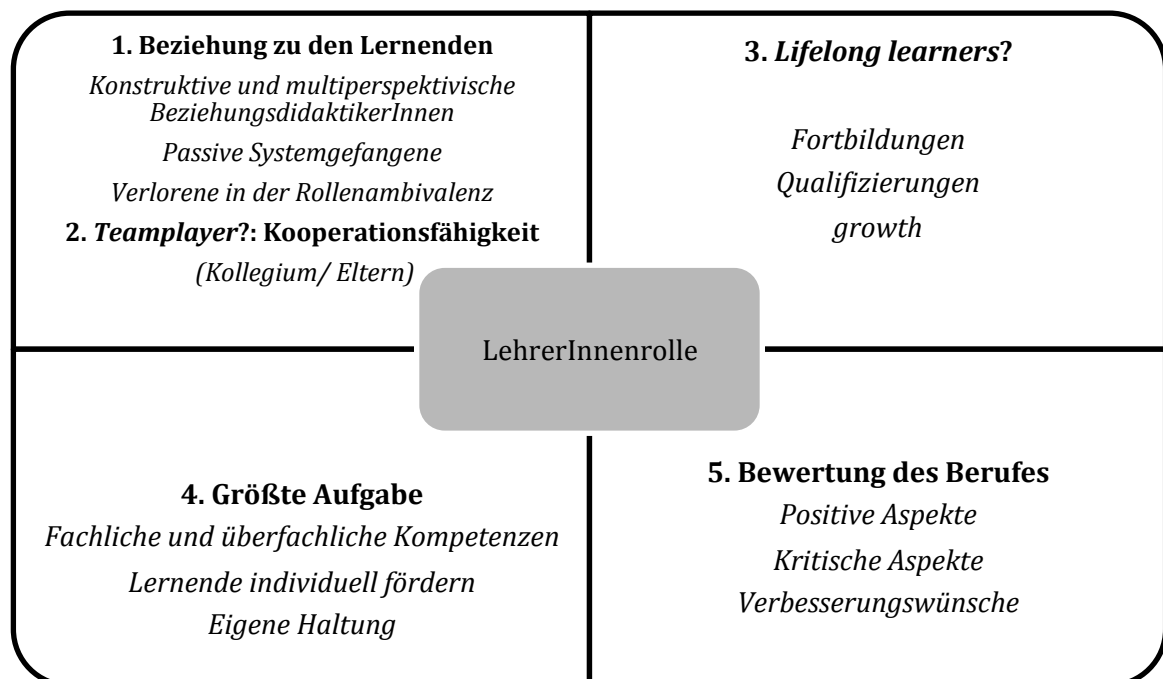 1. Beziehung zu den Lernenden
Konstruktive und multiperspektivische
BeziehungsdidaktikerInnen
Passive Systemgefangene
Verlorene in der Rollenambivalenz
2. Teamplayer?: Kooperationsfähigkeit
(Kollegium/ Eltern)
3. Lifelong learners?
Fortbildungen
Qualifizierungen
growth
LehrerInnenrolle
4. Größte Aufgabe
Fachliche und überfachliche Kompetenzen
Lernende individuell fördern
Eigene Haltung
5. Bewertung des Berufes
Positive Aspekte
Kritische Aspekte
Verbesserungswünsche